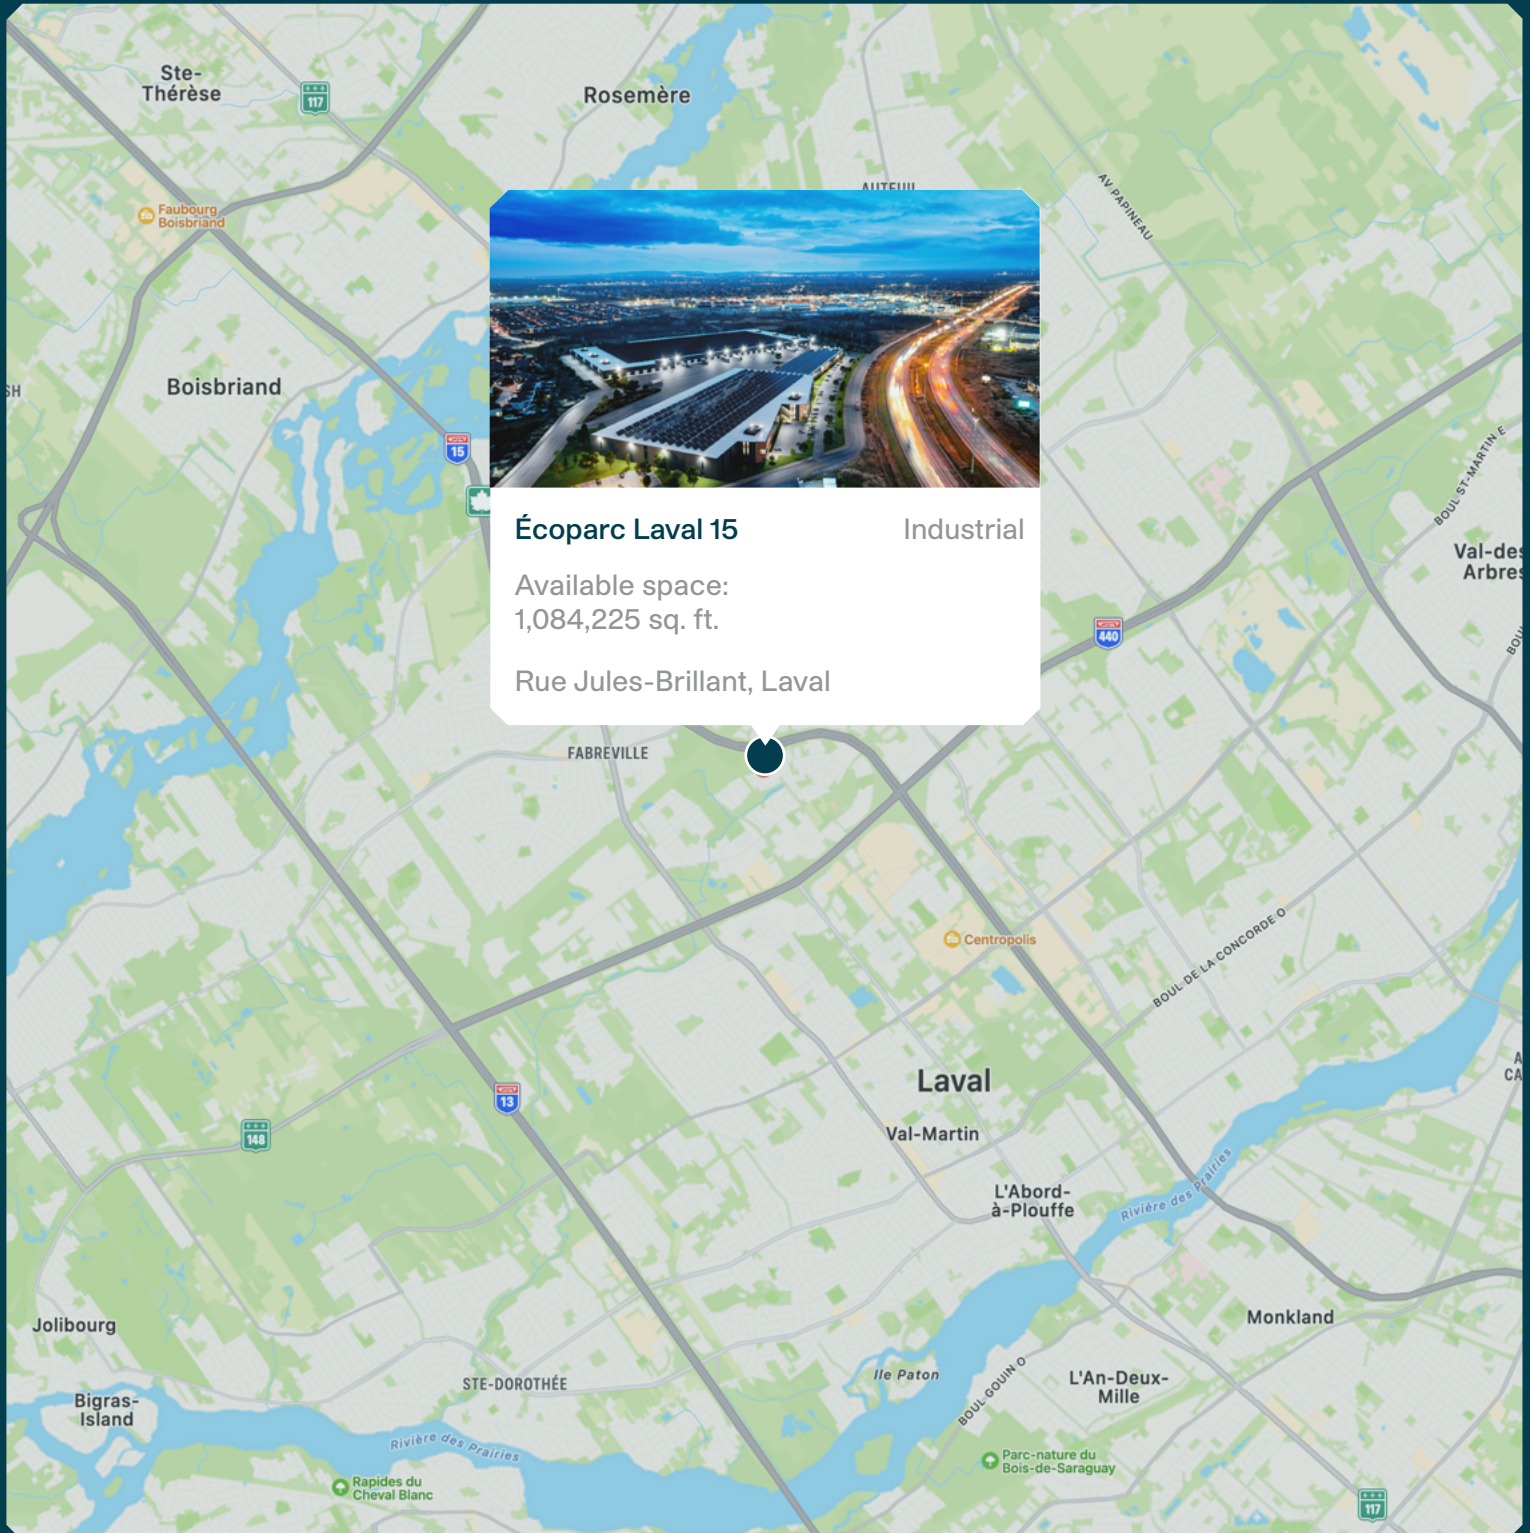 Ste-
Thérèse
117
Rosemère
AUTEUIL
AV PAPINEAU
Faubourg
Boisbriand
Boisbriand
15
Écoparc Laval 15
Industrial
Available space:
1,084,225 sq. ft.
Rue Jules-Brillant, Laval
BOUL ST-MARTIN E
Val-des
Arbres
440
FABREVILLE
Centropolis
BOUL DE LA CONCORDE O
Laval
Val-Martin
13
148
L'Abord-
à-Plouffe
Rivière des Prairies
Jolibourg
Monkland
Ile Paton
STE-DOROTHÉE
L'An-Deux-
Mille
BOUL GOUIN O
Bigras-
Island
Rivière des Prairies
Parc-nature du
Bois-de-Saraguay
Rapides du
Cheval Blanc
117